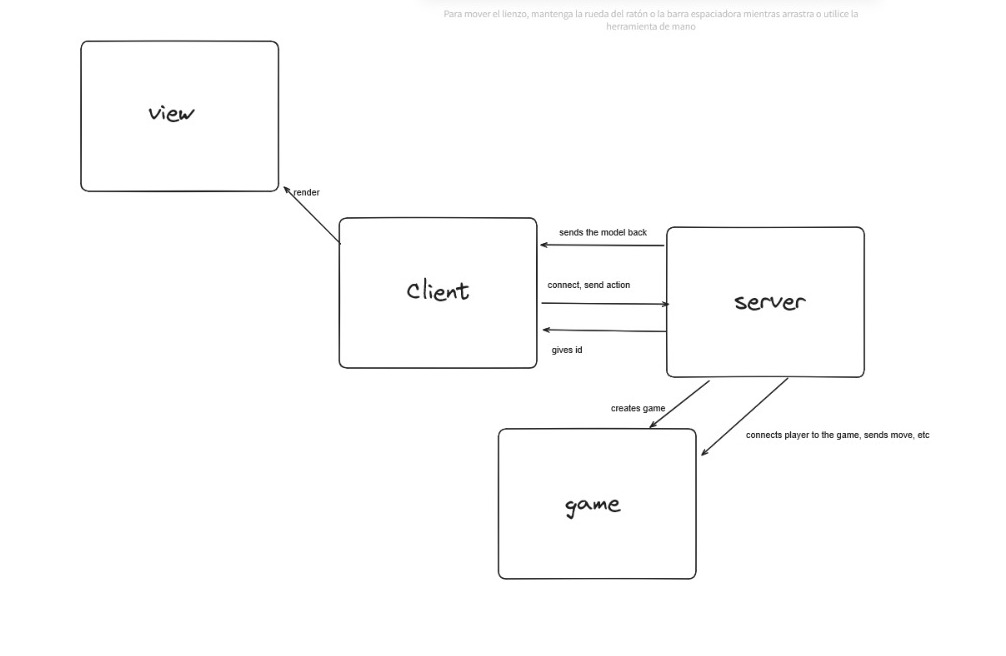 Para mover el lienzo, mantenga la rueda del ratón o la barra espaciadora mientras arrastra o utilice la
herramienta de mano
view
render
sends the model back
Client
connect, send action
server
gives id
creates game
connects player to the game, sends move, etc
game